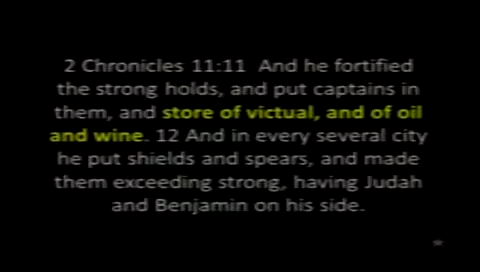 2 Chronicles 11:11 And he fortified
the strong holds, and put captains in
them, and store of victual, and of oil
and wine. 12 And in every several city
he put shields and spears, and made
them exceeding strong, having Judah
and Benjamin on his side.